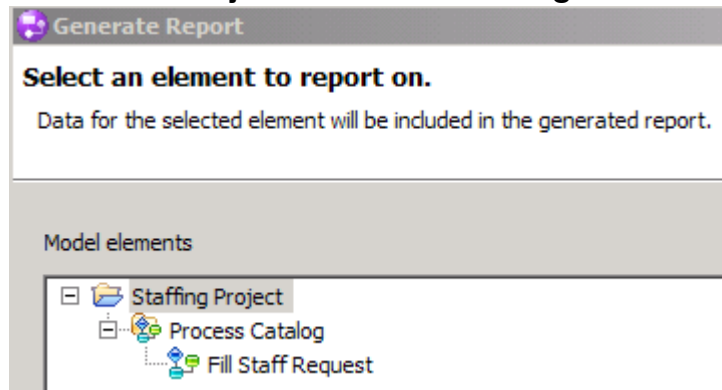 Generate Report
Select an element to report on.
Data for the selected element will be included in the generated report.
Model elements
Staffing Project
Process Catalog
Fill Staff Request